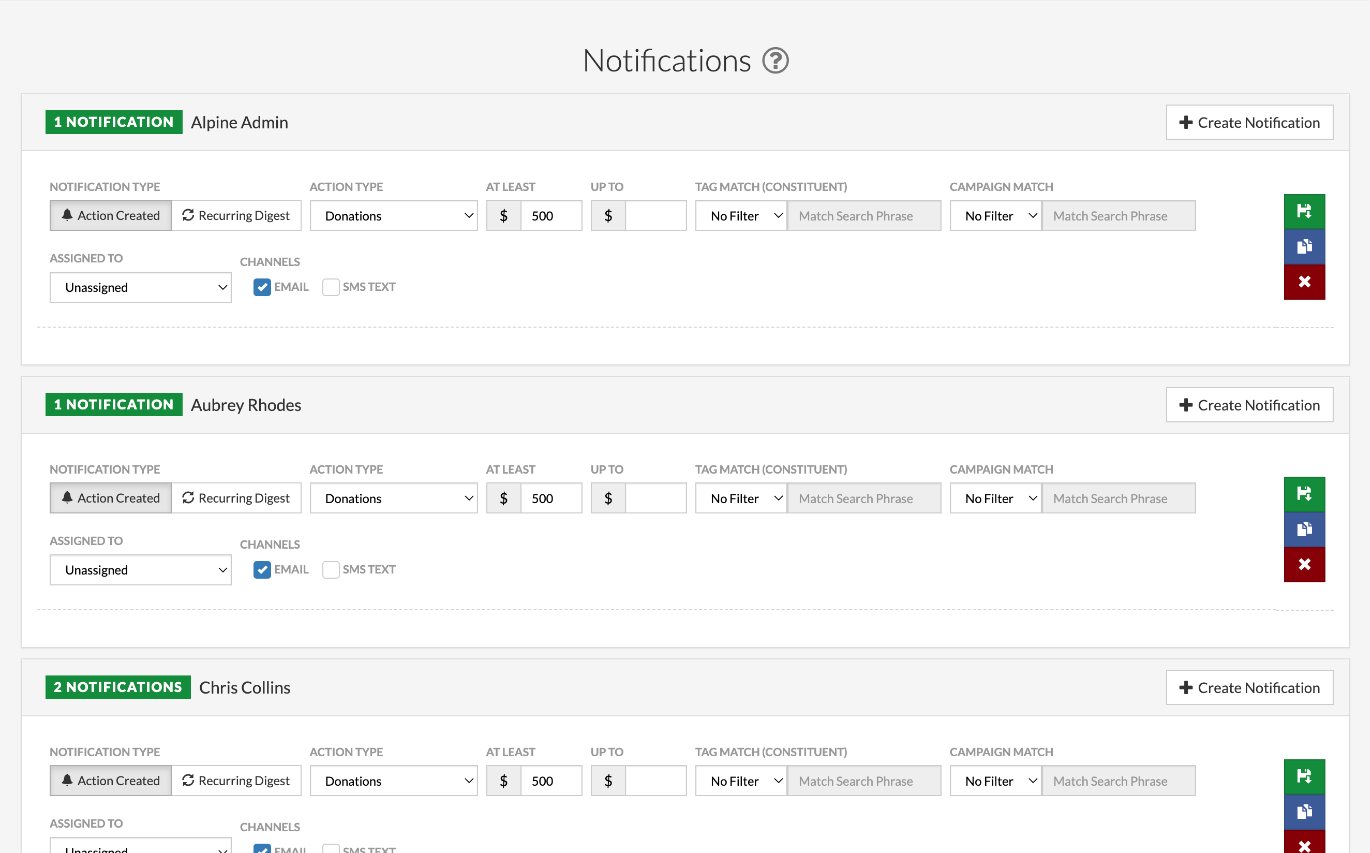 Notifications
1 NOTIFICATION Alpine Admin Create Notification
NOTIFICATION TYPE ACTION TYPE AT LEAST UP TO TAG MATCH (CONSTITUENT) CAMPAIGN MATCH
Action Created Recurring Digest Donations $ 500 $ No Filter Match Search Phrase No Filter Match Search Phrase
ASSIGNED TO CHANNELS
Unassigned EMAIL SMS TEXT
1 NOTIFICATION Aubrey Rhodes Create Notification
NOTIFICATION TYPE ACTION TYPE AT LEAST UP TO TAG MATCH (CONSTITUENT) CAMPAIGN MATCH
Action Created Recurring Digest Donations $ 500 $ No Filter Match Search Phrase No Filter Match Search Phrase
ASSIGNED TO CHANNELS
Unassigned EMAIL SMS TEXT
2 NOTIFICATIONS Chris Collins Create Notification
NOTIFICATION TYPE ACTION TYPE AT LEAST UP TO TAG MATCH (CONSTITUENT) CAMPAIGN MATCH
Action Created Recurring Digest Donations $ 500 $ No Filter Match Search Phrase No Filter Match Search Phrase
ASSIGNED TO CHANNELS
Unassigned EMAIL SMS TEXT